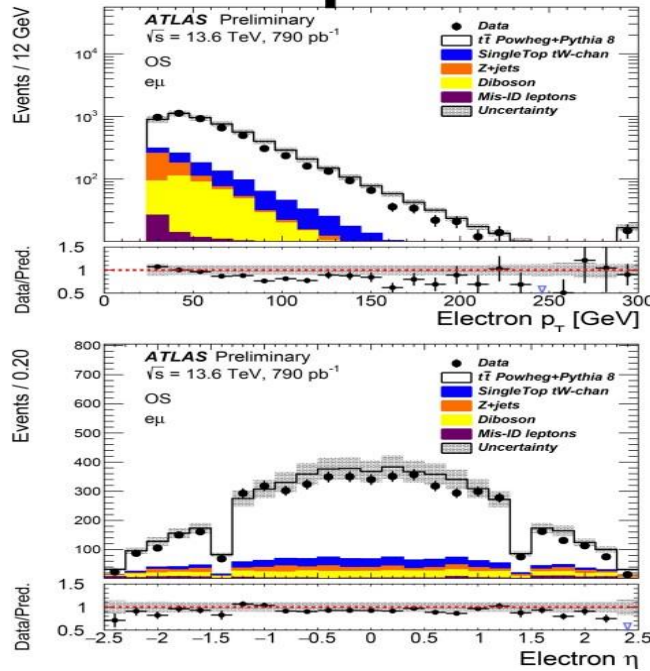 ATLAS Preliminary
√s = 13.6 TeV, 790 pb⁻¹
OS
eμ
Data
tt̅ Powheg+Pythia 8
SingleTop tW-chan
Z+jets
Diboson
Mis-ID leptons
Uncertainty
Events / 12 GeV
10⁴
10³
10²
Data/Pred.
1.5
1
0.5
0 50 100 150 200 250 300
Electron p_T [GeV]
ATLAS Preliminary
√s = 13.6 TeV, 790 pb⁻¹
OS
eμ
Data
tt̅ Powheg+Pythia 8
SingleTop tW-chan
Z+jets
Diboson
Mis-ID leptons
Uncertainty
Events / 0.20
800
700
600
500
400
300
200
100
Data/Pred.
1.5
1
0.5
−2.5 −2 −1.5 −1 −0.5 0 0.5 1 1.5 2 2.5
Electron η